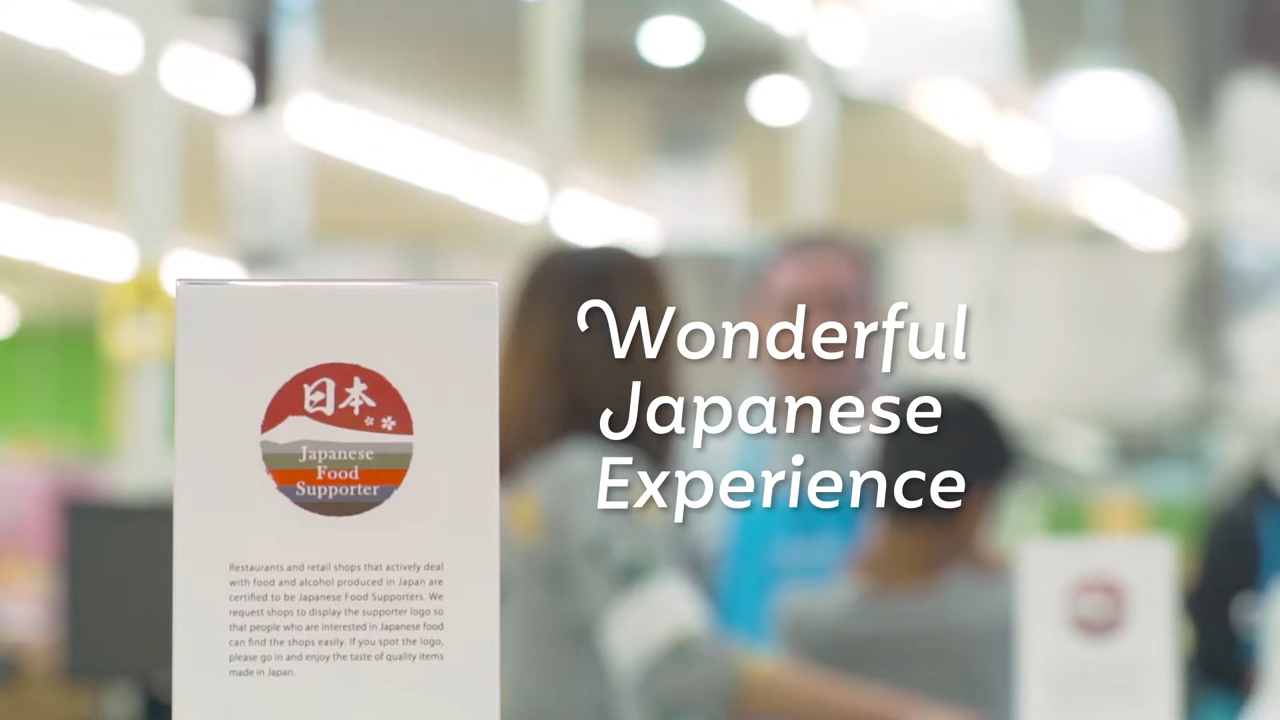 日本
Japanese
Food
Supporter
Restaurants and retail shops that actively deal
with food and alcohol produced in Japan are
certified to be Japanese Food Supporters. We
request shops to display the supporter logo so
that people who are interested in Japanese food
can find the shops easily. If you spot the logo,
please go in and enjoy the taste of quality items
made in Japan.
Wonderful
Japanese
Experience